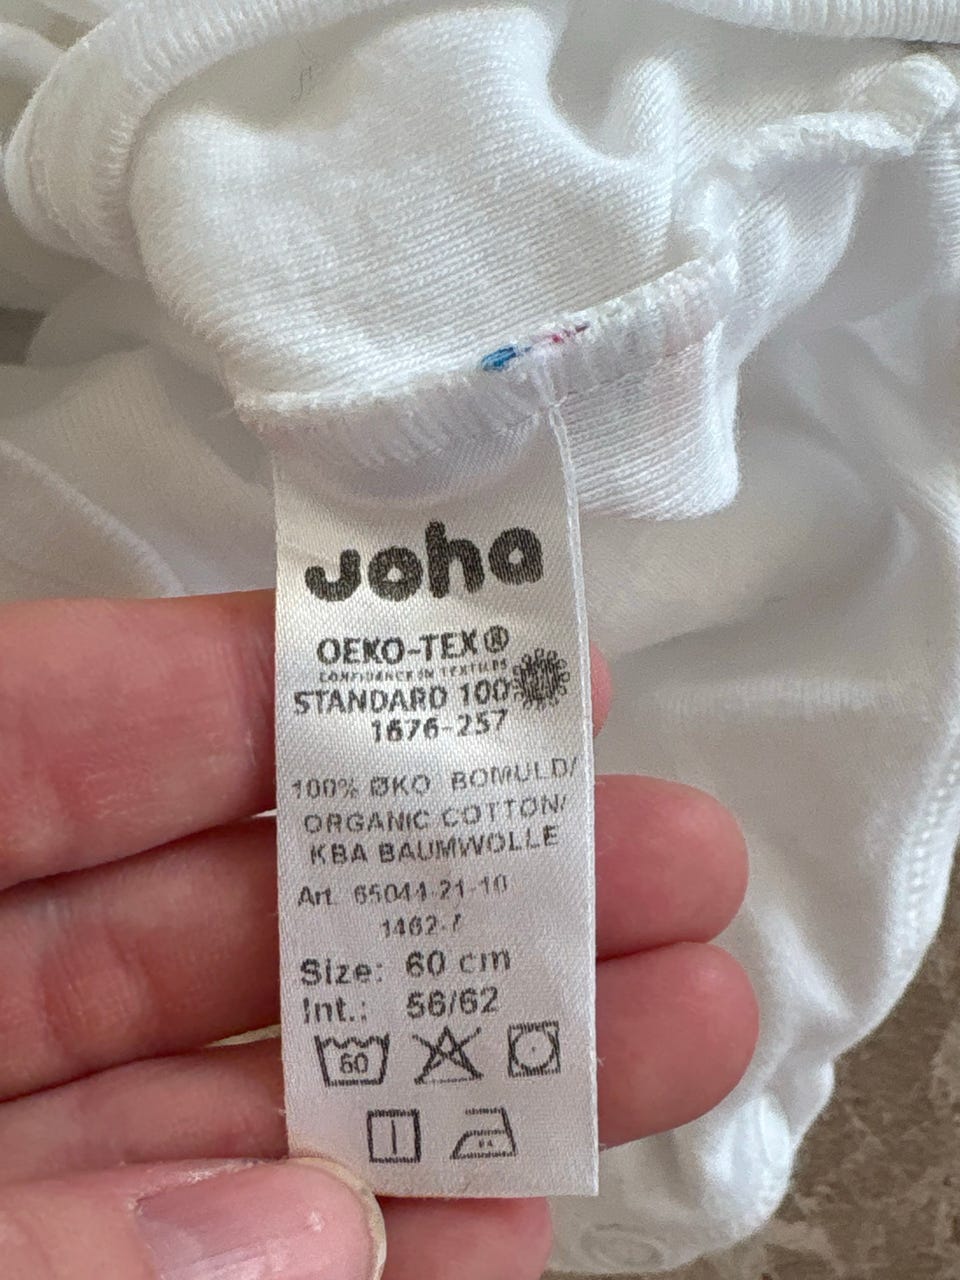 Joha
OEKO-TEX®
CONFIDENCE IN TEXTILES
STANDARD 100
1676-257
100% ØKO BOMULD/
ORGANIC COTTON/
KBA BAUMWOLLE
Art. 65044-21-10
Size: 60 cm
Int.: 56/62
60